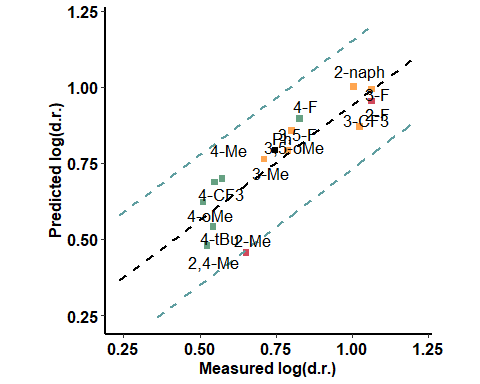 1.25
2-naph
1.00
3-F
4-F
2-F
3-CF3
3,5-F
Ph
3,5-oMe
4-Me
0.75
3-Me
4-CF3
4-oMe
0.50
4-tBu
2-Me
2,4-Me
0.25
Predicted log(d.r.)
0.25
0.50
0.75
1.00
1.25
Measured log(d.r.)